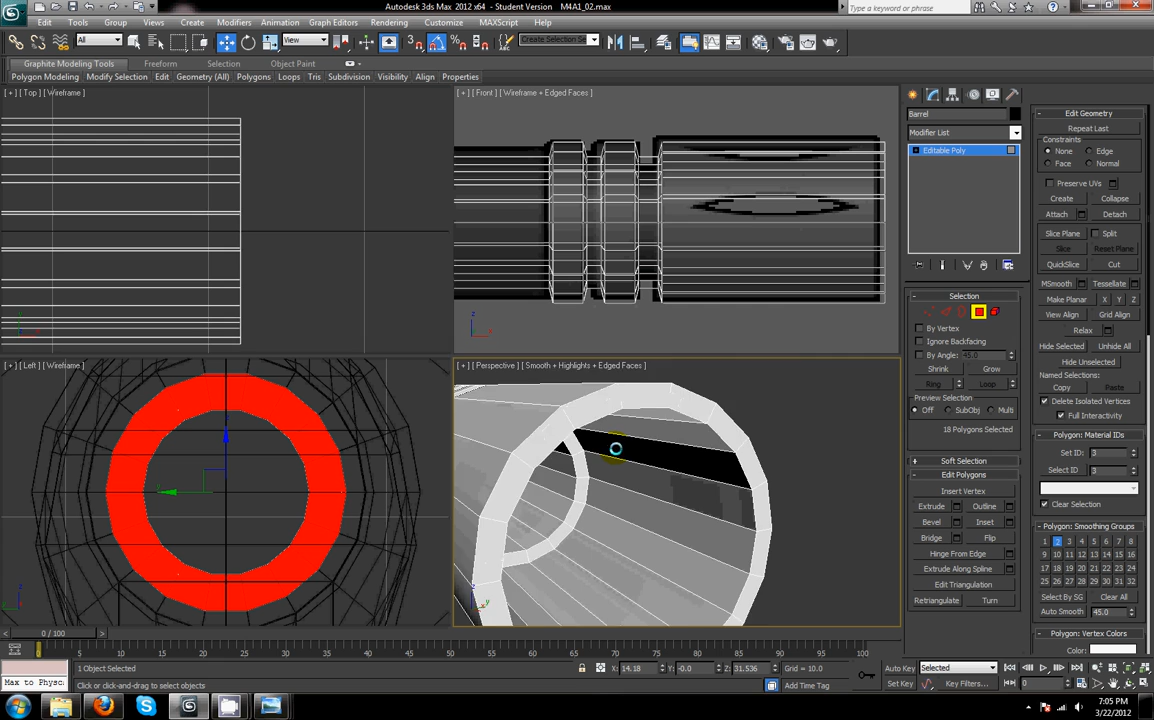 Autodesk 3ds Max 2012 x64 - Student Version M4A1_02.max
Type a keyword or phrase
Edit Tools Group Views Create Modifiers Animation Graph Editors Rendering Customize MAXScript Help
All View Create Selection Se
Graphite Modeling Tools Freeform Selection Object Paint
Polygon Modeling Modify Selection Edit Geometry (All) Polygons Loops Tris Subdivision Visibility Align Properties
[ + ] [ Top ] [ Wireframe ]
[ + ] [ Front ] [ Wireframe + Edged Faces ]
[ + ] [ Left ] [ Wireframe ]
[ + ] [ Perspective ] [ Smooth + Highlights + Edged Faces ]
Barrel
Modifier List
Editable Poly
Selection
By Vertex
Ignore Backfacing
By Angle: 45.0
Shrink Grow
Ring Loop
Preview Selection
Off SubObj Multi
18 Polygons Selected
Soft Selection
Edit Polygons
Insert Vertex
Extrude Outline
Bevel Inset
Bridge Flip
Hinge From Edge
Extrude Along Spline
Edit Triangulation
Retriangulate Turn
Edit Geometry
Repeat Last
Constraints
None Edge
Face Normal
Preserve UVs
Create Collapse
Attach Detach
Slice Plane Split
Slice Reset Plane
QuickSlice Cut
MSmooth Tessellate
Make Planar X Y Z
View Align Grid Align
Relax
Hide Selected Unhide All
Hide Unselected
Named Selections:
Copy Paste
Delete Isolated Vertices
Full Interactivity
Polygon: Material IDs
Set ID: 3
Select ID 3
Clear Selection
Polygon: Smoothing Groups
1 2 3 4 5 6 7 8
9 10 11 12 13 14 15 16
17 18 19 20 21 22 23 24
25 26 27 28 29 30 31 32
Select By SG Clear All
Auto Smooth 45.0
Polygon: Vertex Colors
Color:
0 / 100
0 5 10 15 20 25 30 35 40 45 50 55 60 65 70 75 80 85 90 95 100
1 Object Selected
X: 14.18 Y: -0.0 Z: 31.536 Grid = 10.0
Auto Key Selected
Max to Physc
Click or click-and-drag to select objects
Add Time Tag
Set Key Key Filters... 0
7:05 PM
3/22/2012